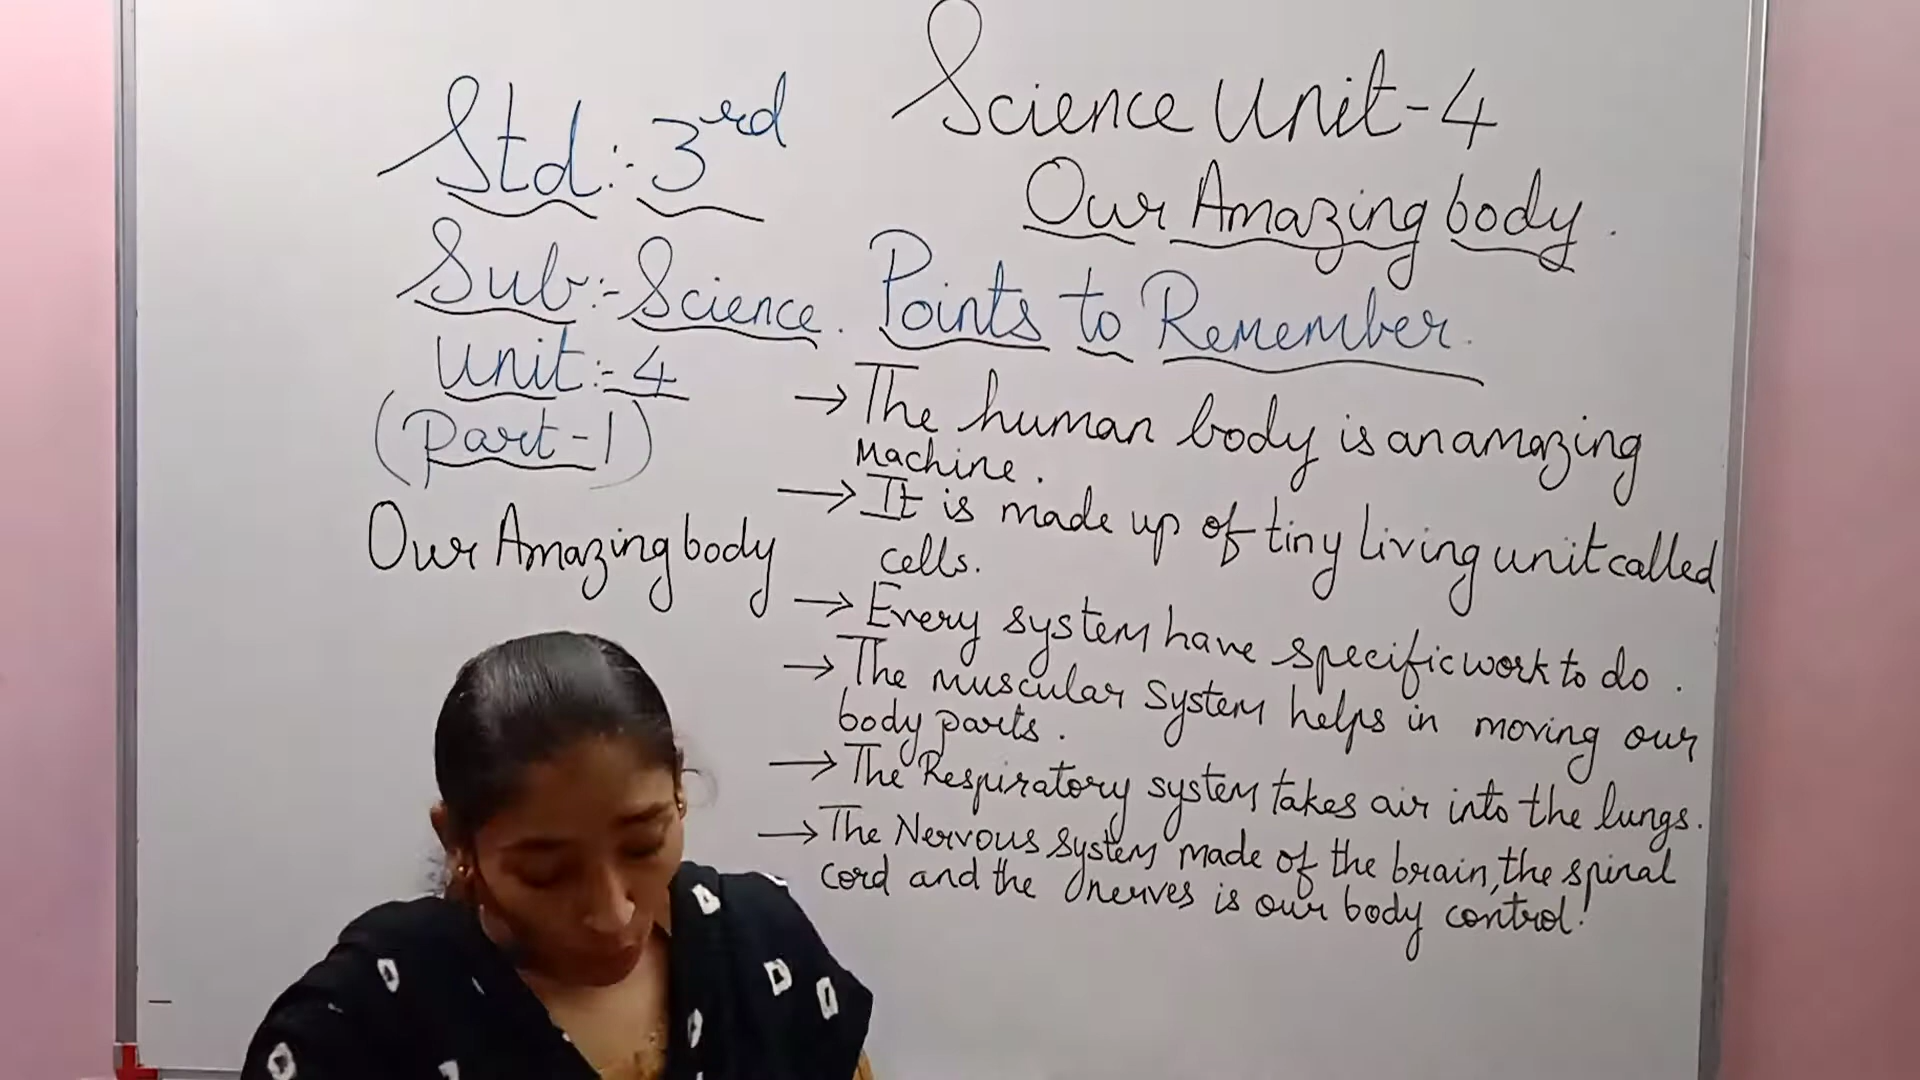 Std:- 3rd
Sub:- Science.
Unit:- 4
(Part-1)
Our Amazing body
Science Unit-4
Our Amazing body.
Points to Remember.
→ The human body is an amazing
Machine.
→ It is made up of tiny living unit called
cells.
→ Every system have specific work to do.
→ The muscular system helps in moving our
body parts.
→ The Respiratory system takes air into the lungs.
→ The Nervous system made of the brain, the spinal
cord and the nerves is our body control!